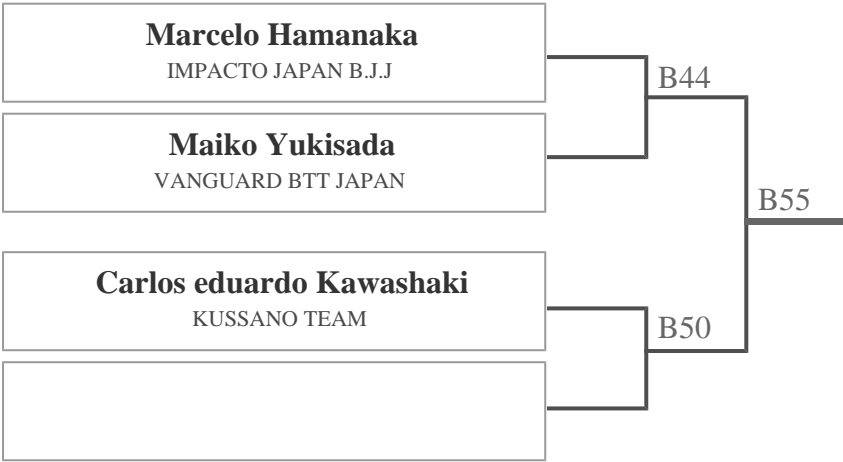 Marcelo Hamanaka
IMPACTO JAPAN B.J.J
B44
Maiko Yukisada
VANGUARD BTT JAPAN
B55
Carlos eduardo Kawashaki
KUSSANO TEAM
B50